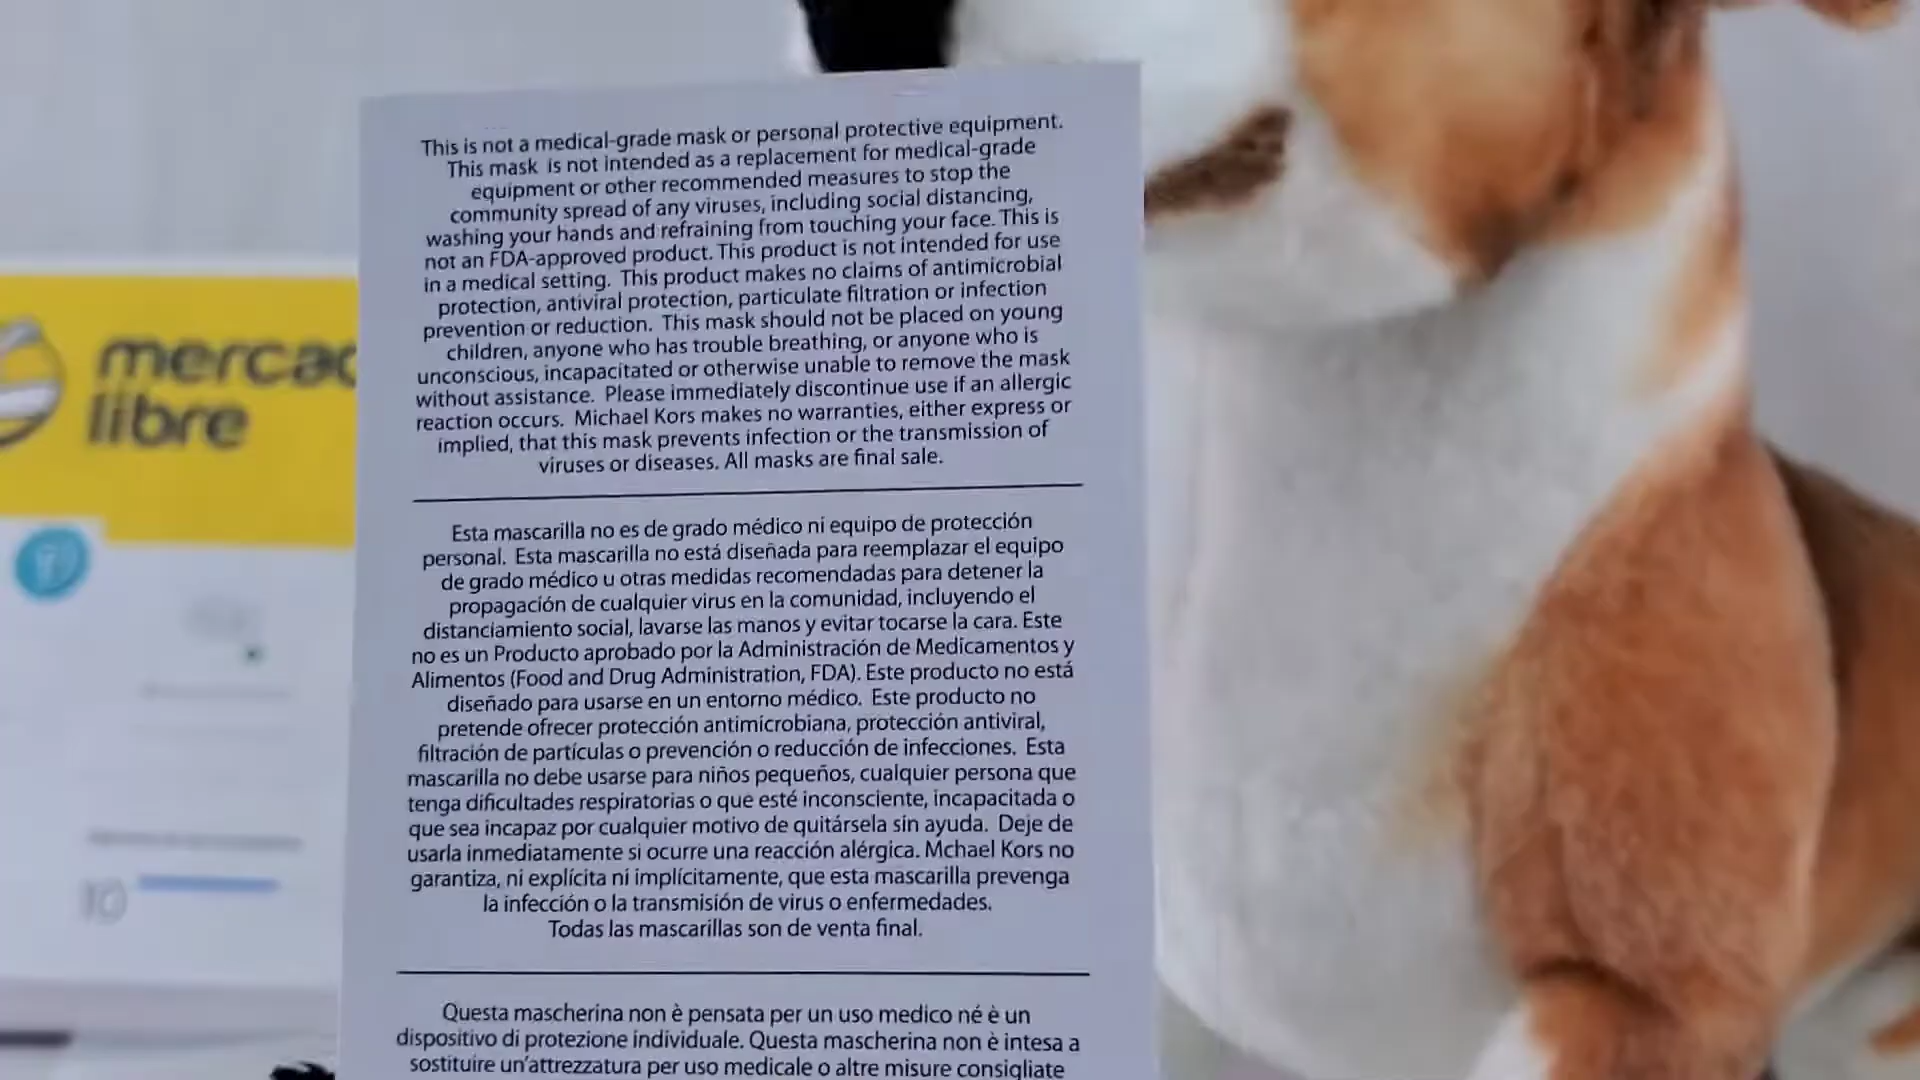 This is not a medical-grade mask or personal protective equipment.
This mask is not intended as a replacement for medical-grade
equipment or other recommended measures to stop the
community spread of any viruses, including social distancing,
washing your hands and refraining from touching your face. This is
not an FDA-approved product. This product is not intended for use
in a medical setting. This product makes no claims of antimicrobial
protection, antiviral protection, particulate filtration or infection
prevention or reduction. This mask should not be placed on young
children, anyone who has trouble breathing, or anyone who is
unconscious, incapacitated or otherwise unable to remove the mask
without assistance. Please immediately discontinue use if an allergic
reaction occurs. Michael Kors makes no warranties, either express or
implied, that this mask prevents infection or the transmission of
viruses or diseases. All masks are final sale.
Esta mascarilla no es de grado médico ni equipo de protección
personal. Esta mascarilla no está diseñada para reemplazar el equipo
de grado médico u otras medidas recomendadas para detener la
propagación de cualquier virus en la comunidad, incluyendo el
distanciamiento social, lavarse las manos y evitar tocarse la cara. Este
no es un Producto aprobado por la Administración de Medicamentos y
Alimentos (Food and Drug Administration, FDA). Este producto no está
diseñado para usarse en un entorno médico. Este producto no
pretende ofrecer protección antimicrobiana, protección antiviral,
filtración de partículas o prevención o reducción de infecciones. Esta
mascarilla no debe usarse para niños pequeños, cualquier persona que
tenga dificultades respiratorias o que esté inconsciente, incapacitada o
que sea incapaz por cualquier motivo de quitársela sin ayuda. Deje de
usarla inmediatamente si ocurre una reacción alérgica. Mchael Kors no
garantiza, ni explícita ni implícitamente, que esta mascarilla prevenga
la infección o la transmisión de virus o enfermedades.
Todas las mascarillas son de venta final.
Questa mascherina non è pensata per un uso medico né è un
dispositivo di protezione individuale. Questa mascherina non è intesa a
sostituire un'attrezzatura per uso medicale o altre misure consigliate
mercad
libre
10